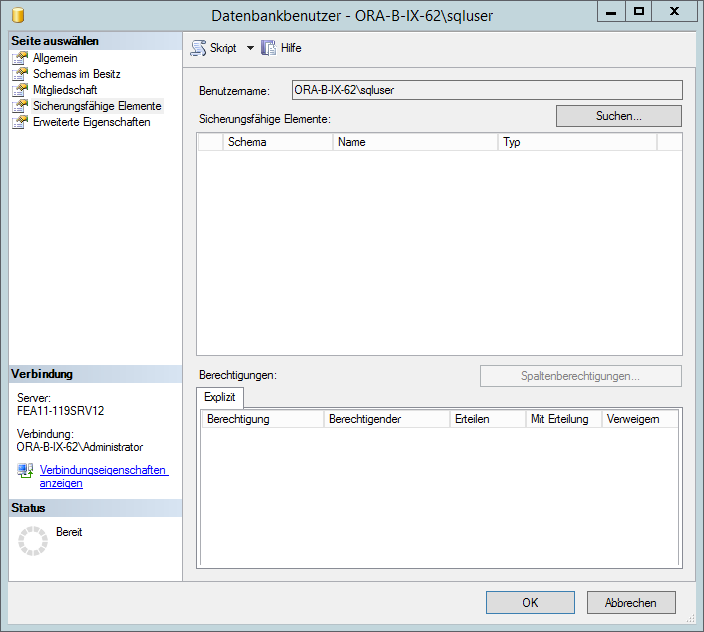 Datenbankbenutzer - ORA-B-IX-62\sqluser
Seite auswählen
Allgemein
Schemas im Besitz
Mitgliedschaft
Sicherungsfähige Elemente
Erweiterte Eigenschaften
Skript
Hilfe
Benutzername:
ORA-B-IX-62\sqluser
Sicherungsfähige Elemente:
Suchen...
Schema Name Typ
Verbindung
Server:
FEA11-119SRV12
Verbindung:
ORA-B-IX-62\Administrator
Verbindungseigenschaften
anzeigen
Status
Bereit
Berechtigungen:
Spaltenberechtigungen...
Explizit
Berechtigung Berechtigender Erteilen Mit Erteilung Verweigern
OK
Abbrechen